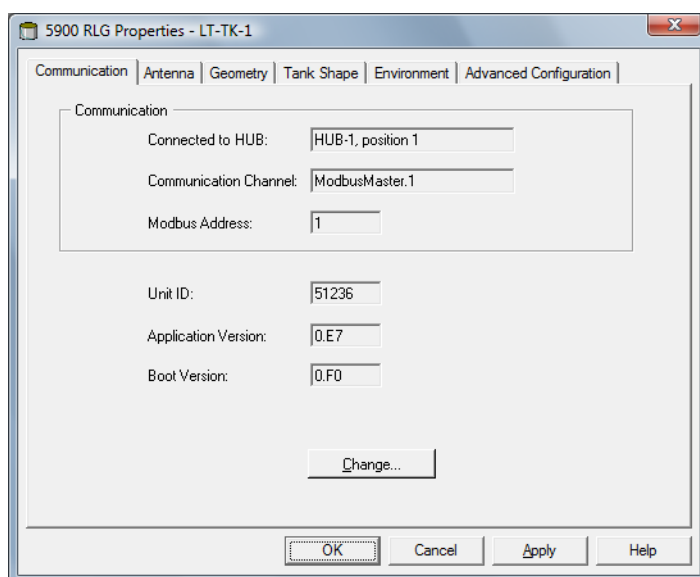 5900 RLG Properties - LT-TK-1
Communication Antenna Geometry Tank Shape Environment Advanced Configuration
Communication
Connected to HUB: HUB-1, position 1
Communication Channel: ModbusMaster.1
Modbus Address: 1
Unit ID: 51236
Application Version: 0.E7
Boot Version: 0.F0
Change...
OK Cancel Apply Help